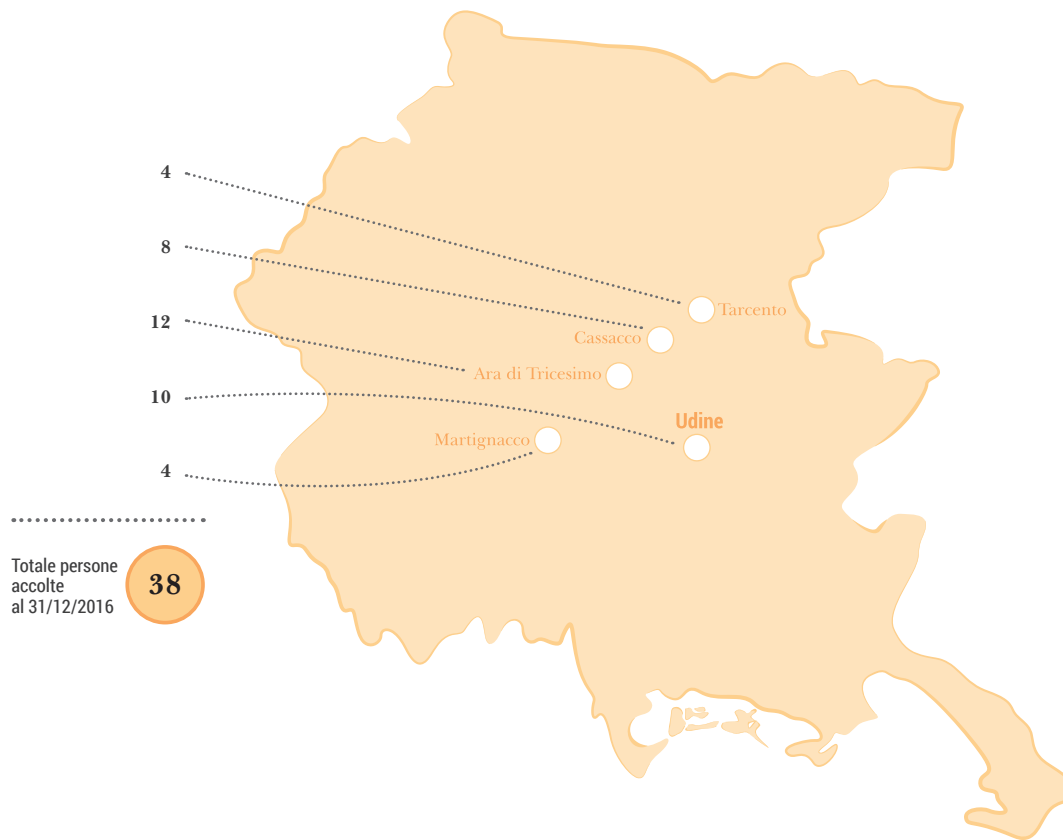 4
Tarcento
8
Cassacco
12
Ara di Tricesimo
10
Udine
Martignacco
4
Totale persone
accolte
al 31/12/2016
38